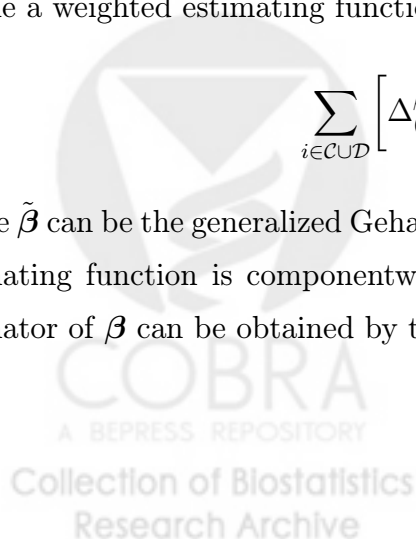 e a weighted estimating functio
∑ i∈C∪D [ Δ
e β̃ can be the generalized Geha
nating function is componentw
nator of β can be obtained by t
COBRA
A BEPRESS REPOSITORY
Collection of Biostatistics
Research Archive